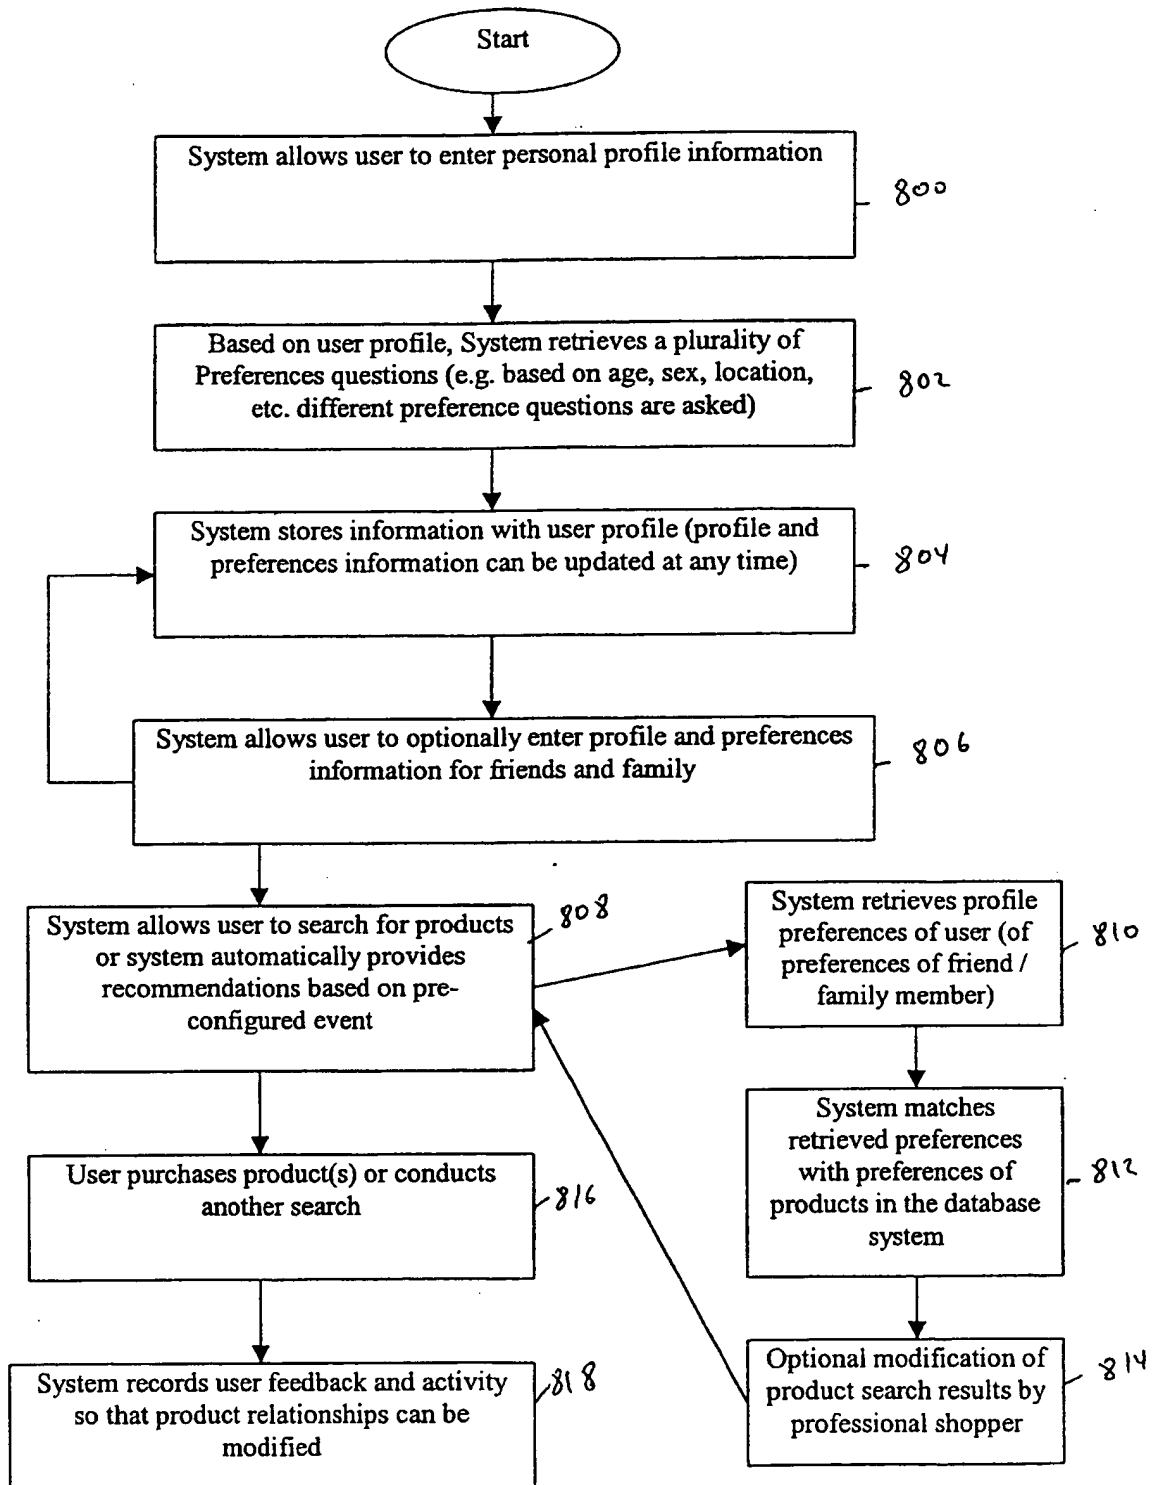 Start
System allows user to enter personal profile information
800
Based on user profile, System retrieves a plurality of
Preferences questions (e.g. based on age, sex, location,
etc. different preference questions are asked)
802
System stores information with user profile (profile and
preferences information can be updated at any time)
804
System allows user to optionally enter profile and preferences
information for friends and family
806
System allows user to search for products
or system automatically provides
recommendations based on pre-
configured event
808
System retrieves profile
preferences of user (of
preferences of friend /
family member)
810
System matches
retrieved preferences
with preferences of
products in the database
system
812
Optional modification of
product search results by
professional shopper
814
User purchases product(s) or conducts
another search
816
System records user feedback and activity
so that product relationships can be
modified
818